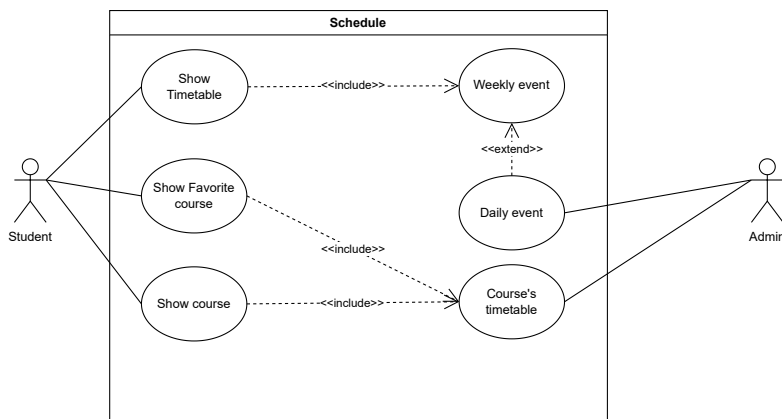 Schedule
Show
Timetable
<<include>>
Weekly event
<<extend>>
Show Favorite
course
Daily event
Student
Admin
<<include>>
Show course
<<include>>
Course's
timetable